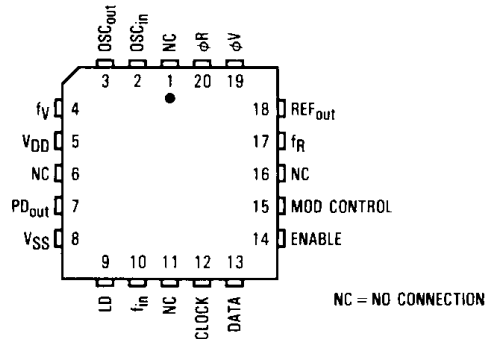 OSCout
OSCin
NC
ϕR
ϕV
3 2 1 20 19
fV 4
VDD 5
NC 6
PDout 7
VSS 8
18 REFout
17 fR
16 NC
15 MOD CONTROL
14 ENABLE
9 10 11 12 13
LD
fin
NC
CLOCK
DATA
NC = NO CONNECTION